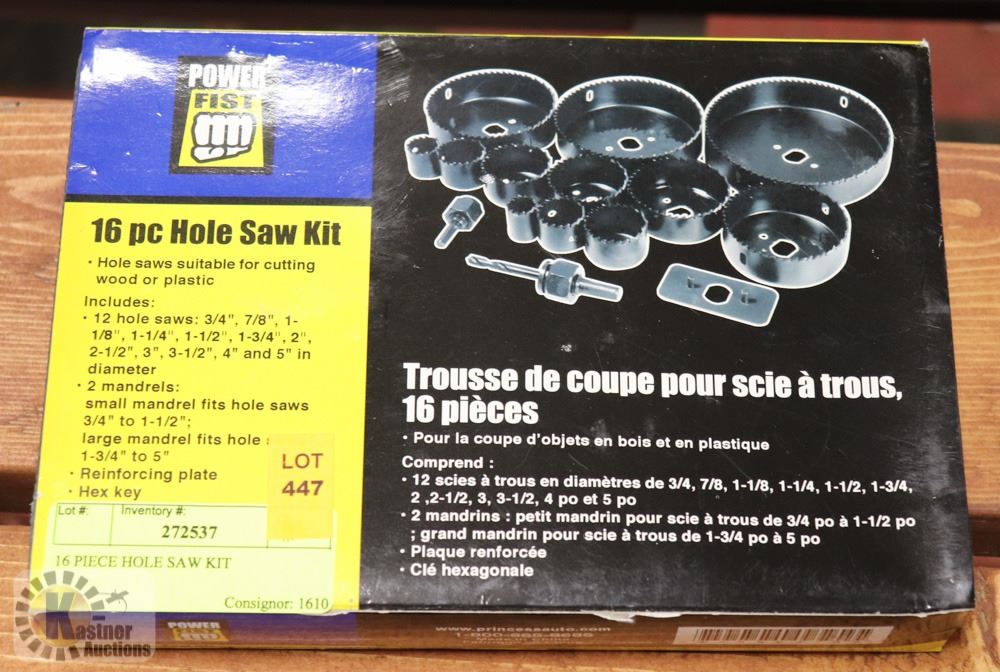 POWER
FIST
16 pc Hole Saw Kit
· Hole saws suitable for cutting
wood or plastic
Includes:
· 12 hole saws: 3/4", 7/8", 1-
1/8", 1-1/4", 1-1/2", 1-3/4", 2",
2-1/2", 3", 3-1/2", 4" and 5" in
diameter
· 2 mandrels:
small mandrel fits hole saws
3/4" to 1-1/2";
large mandrel fits hole
1-3/4" to 5"
· Reinforcing plate
· Hex key
LOT
447
Lot #: Inventory #:
272537
16 PIECE HOLE SAW KIT
Consignor: 1610
Trousse de coupe pour scie à trous,
16 pièces
· Pour la coupe d'objets en bois et en plastique
Comprend :
· 12 scies à trous en diamètres de 3/4, 7/8, 1-1/8, 1-1/4, 1-1/2, 1-3/4,
2 ,2-1/2, 3, 3-1/2, 4 po et 5 po
· 2 mandrins : petit mandrin pour scie à trous de 3/4 po à 1-1/2 po
; grand mandrin pour scie à trous de 1-3/4 po à 5 po
· Plaque renforcée
· Clé hexagonale
POWER
FIST
www.princessauto.com
Kastner
Auctions